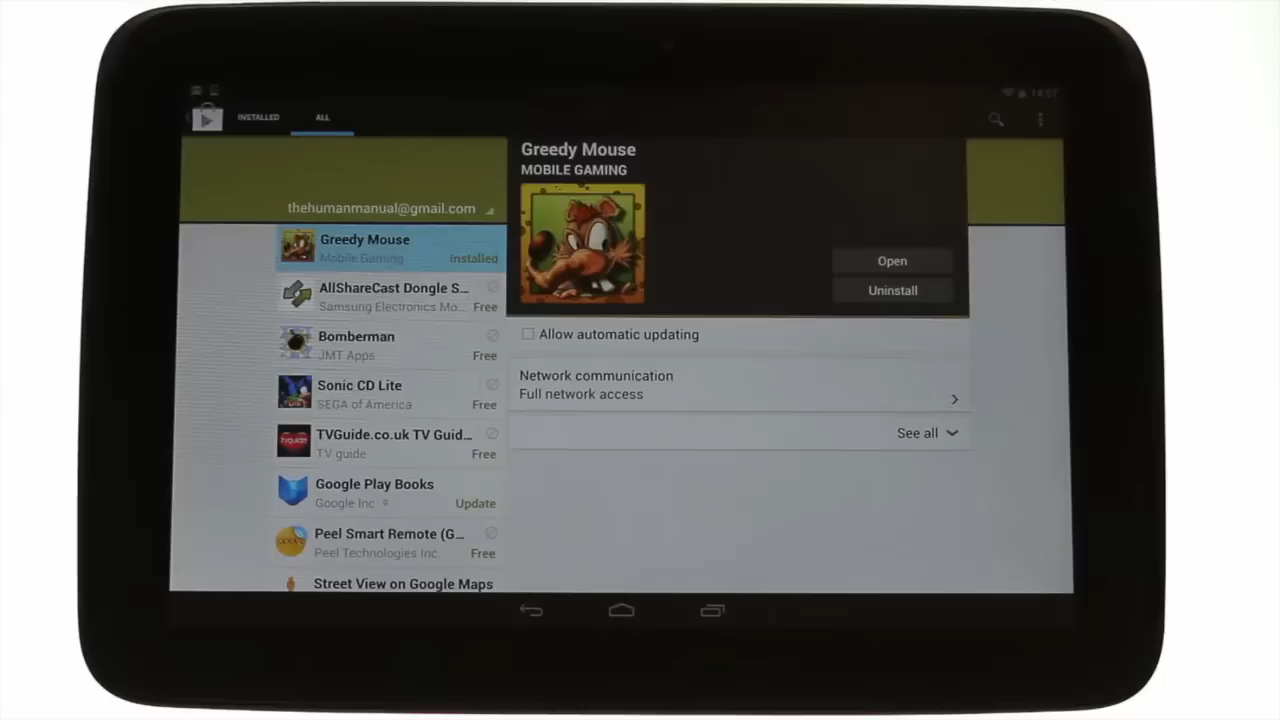 14:07
INSTALLED
ALL
thehumanmanual@gmail.com
Greedy Mouse
Mobile Gaming
Installed
AllShareCast Dongle S...
Samsung Electronics Mo...
Free
Bomberman
JMT Apps
Free
Sonic CD Lite
SEGA of America
Free
TVGuide.co.uk TV Guid...
TV guide
Free
Google Play Books
Google Inc
Update
Peel Smart Remote (G...
Peel Technologies Inc.
Free
Street View on Google Maps
Greedy Mouse
MOBILE GAMING
Open
Uninstall
Allow automatic updating
Network communication
Full network access
See all